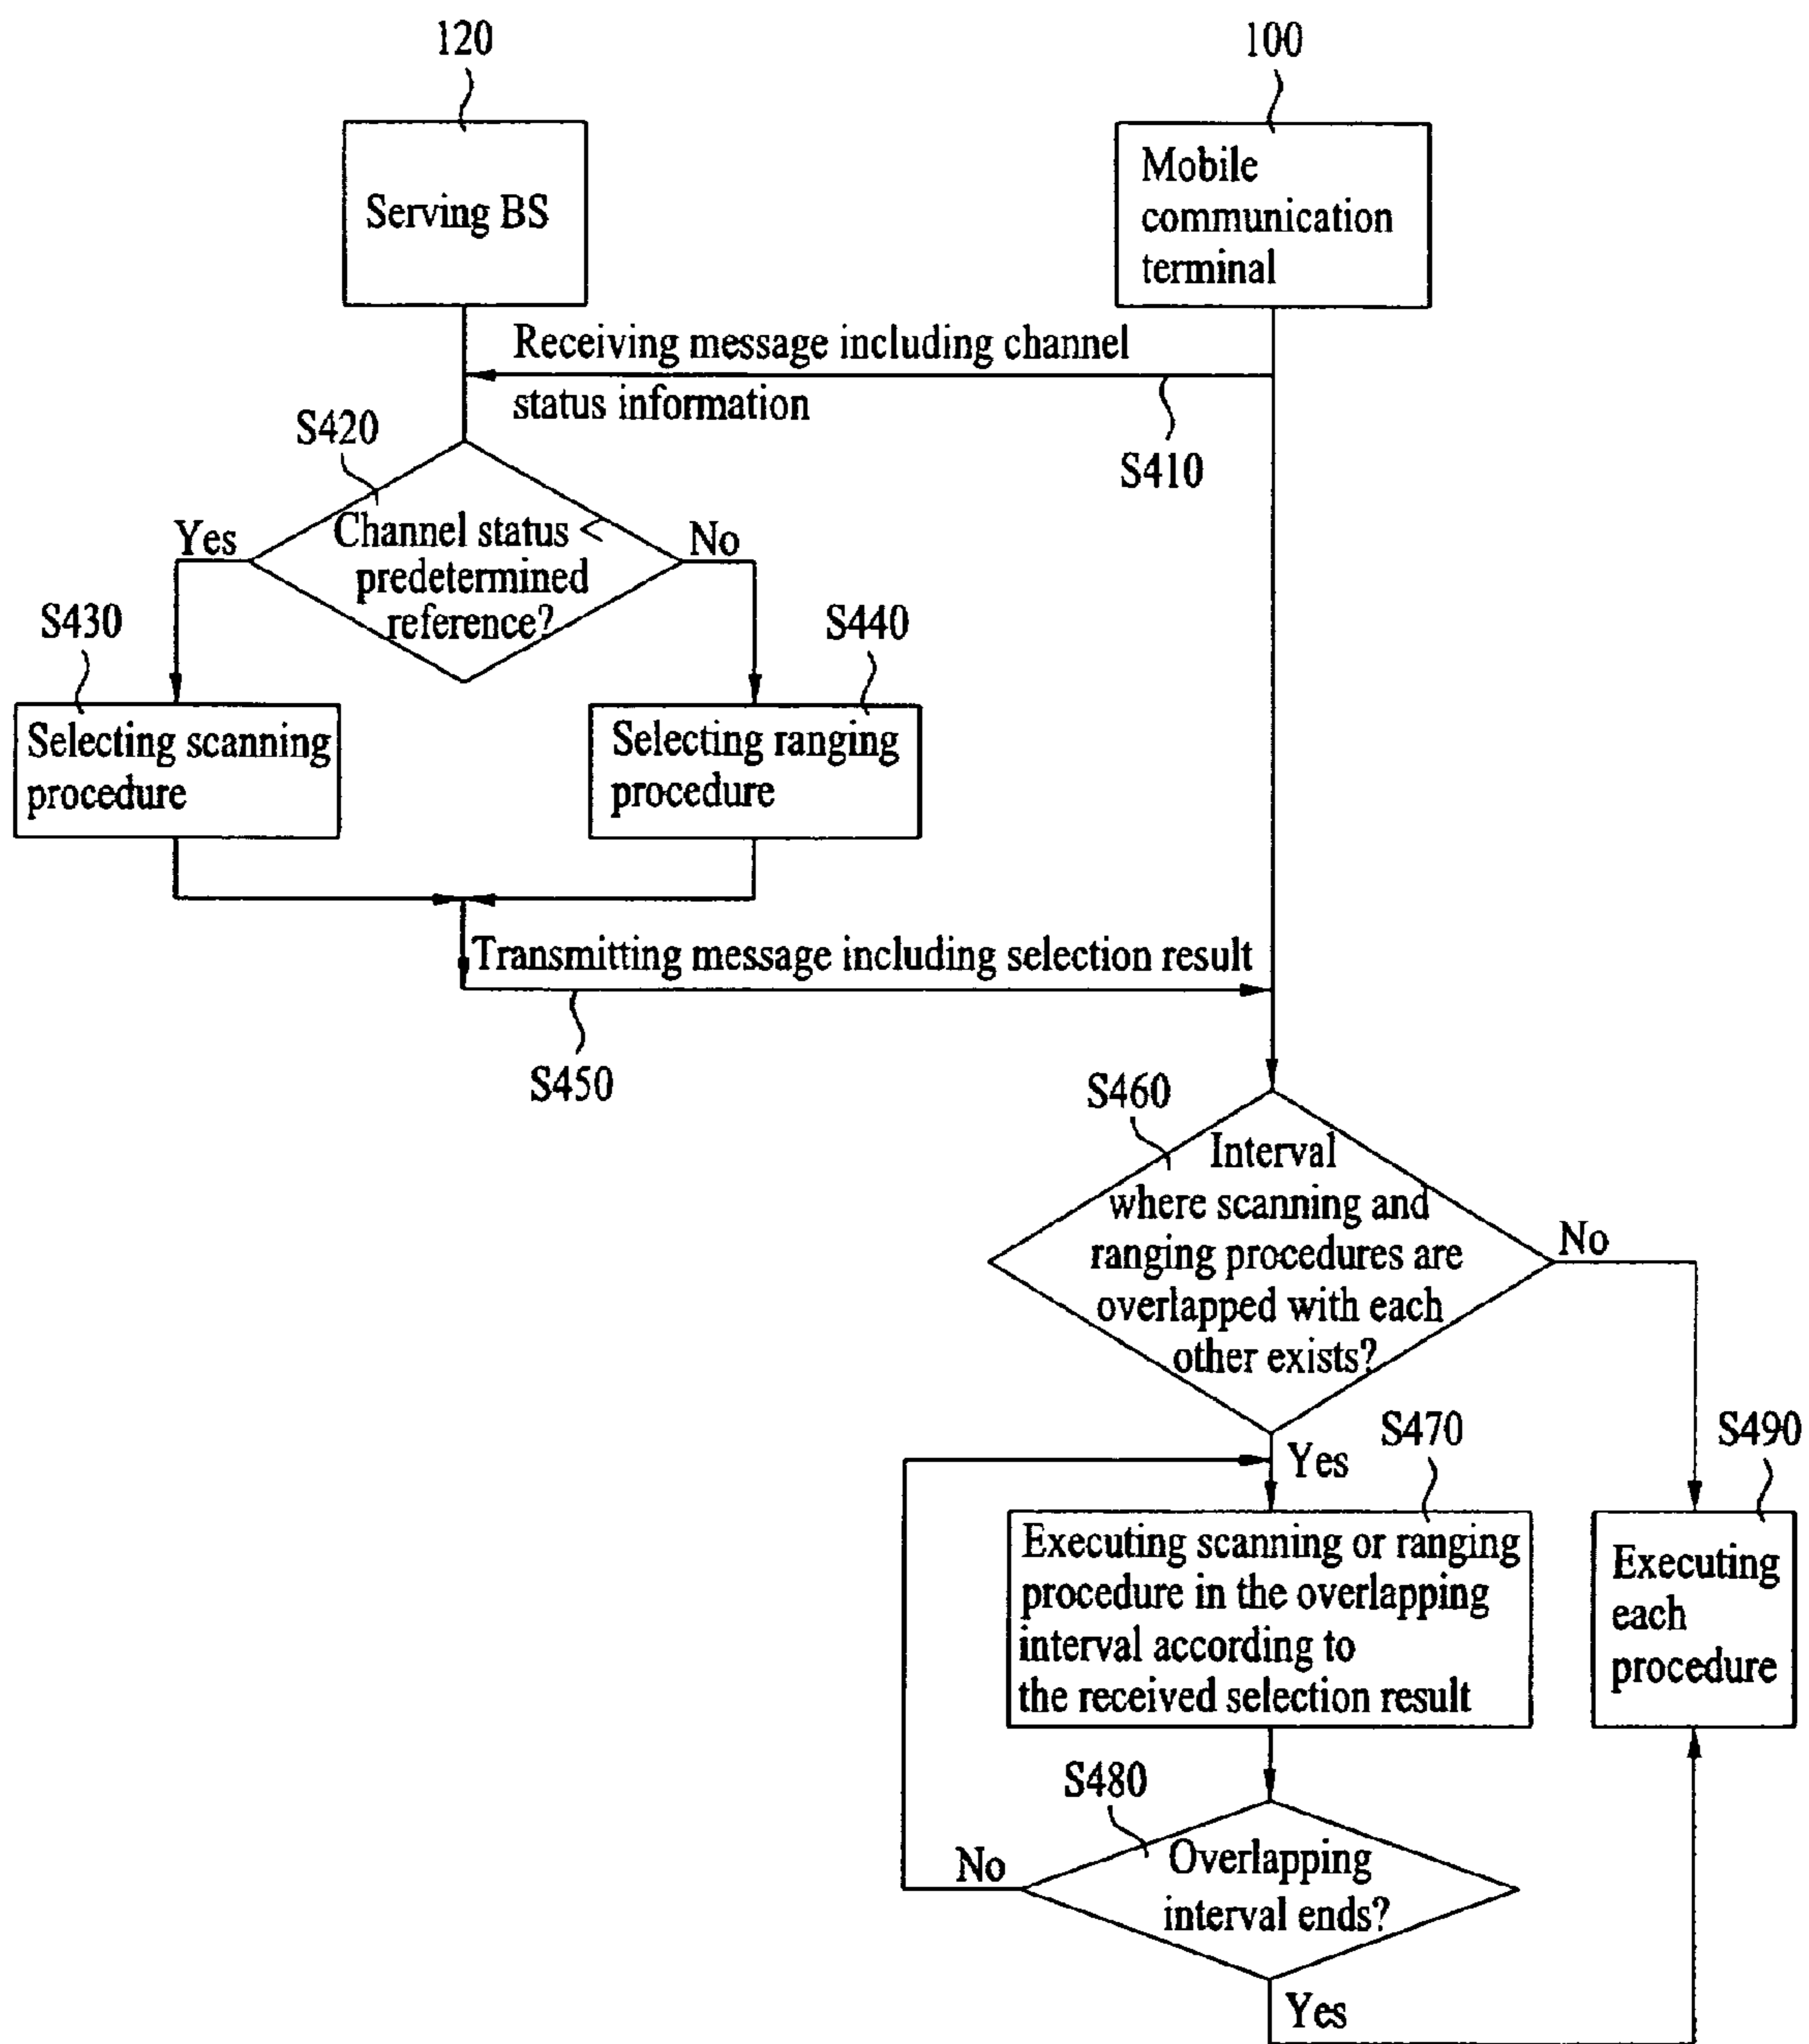 120
100
Serving BS
Mobile
communication
terminal
Receiving message including channel
status information
S410
S420
Channel status <
predetermined
reference?
Yes
No
S430
S440
Selecting scanning
procedure
Selecting ranging
procedure
Transmitting message including selection result
S450
S460
Interval
where scanning and
ranging procedures are
overlapped with each
other exists?
No
Yes
S470
S490
Executing scanning or ranging
procedure in the overlapping
interval according to
the received selection result
Executing
each
procedure
S480
Overlapping
interval ends?
No
Yes